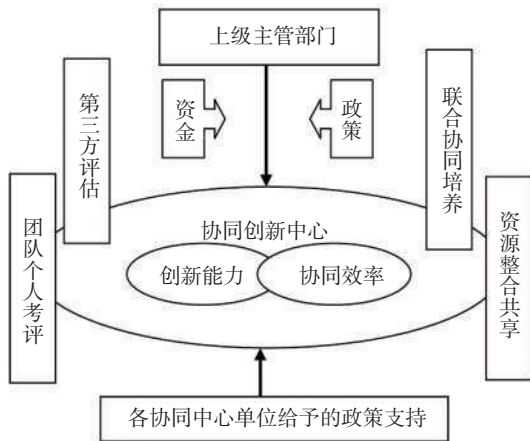 上级主管部门
资金
政策
第三方评估
联合协同培养
团队个人考评
资源整合共享
协同创新中心
创新能力
协同效率
各协同中心单位给予的政策支持